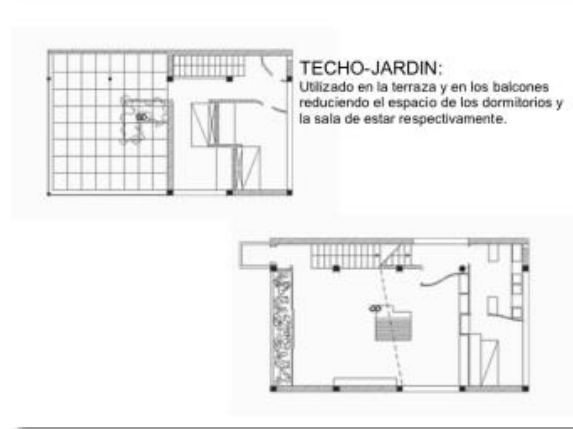 TECHO-JARDIN:
Utilizado en la terraza y en los balcones
reduciendo el espacio de los dormitorios y
la sala de estar respectivamente.